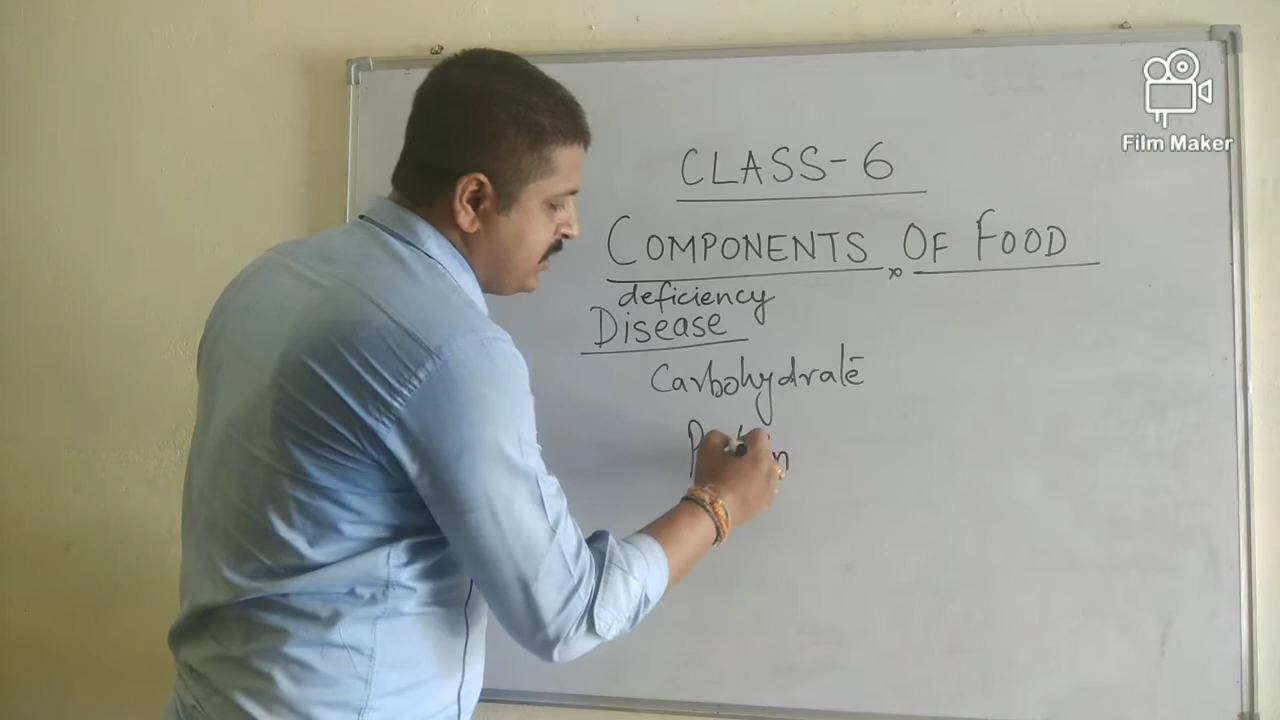 Film Maker
CLASS-6
COMPONENTS OF FOOD
deficiency
Disease
Carbohydrate